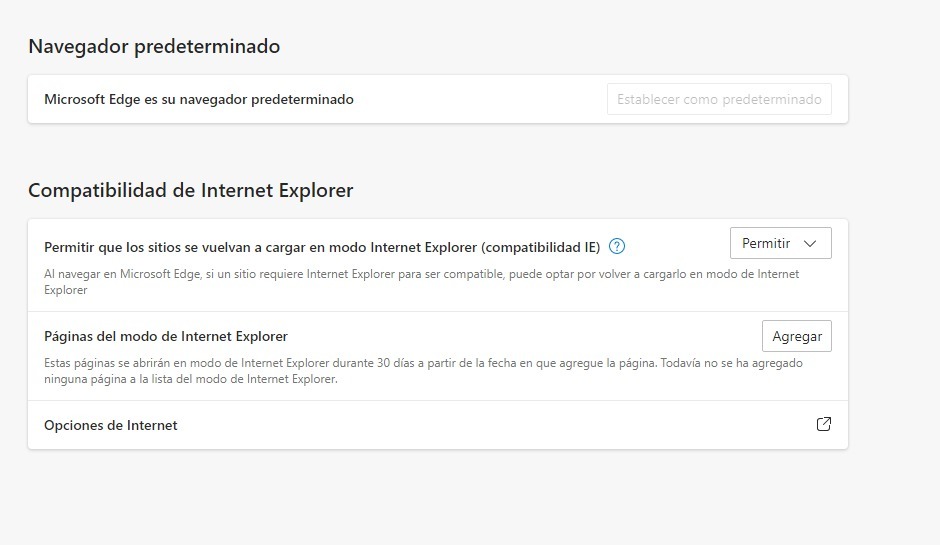 Navegador predeterminado
Microsoft Edge es su navegador predeterminado
Establecer como predeterminado
Compatibilidad de Internet Explorer
Permitir que los sitios se vuelvan a cargar en modo Internet Explorer (compatibilidad IE)
Permitir
Al navegar en Microsoft Edge, si un sitio requiere Internet Explorer para ser compatible, puede optar por volver a cargarlo en modo de Internet
Explorer
Páginas del modo de Internet Explorer
Agregar
Estas páginas se abrirán en modo de Internet Explorer durante 30 días a partir de la fecha en que agregue la página. Todavía no se ha agregado
ninguna página a la lista del modo de Internet Explorer.
Opciones de Internet